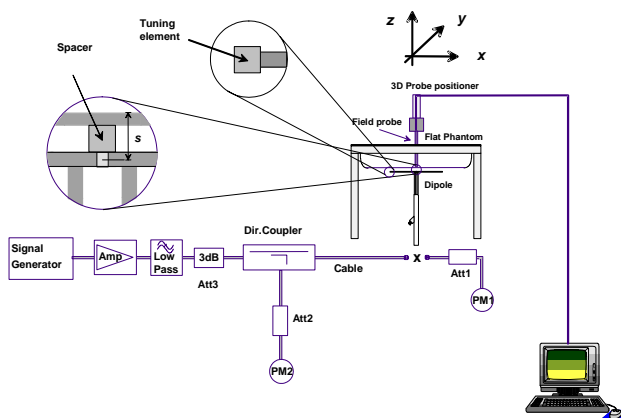 Tuning
element
Spacer
s
z
y
x
3D Probe positioner
Field probe
Flat Phantom
Dipole
Signal
Generator
Amp
Low
Pass
3dB
Att3
Dir.Coupler
Cable
x
Att1
PM1
Att2
PM2